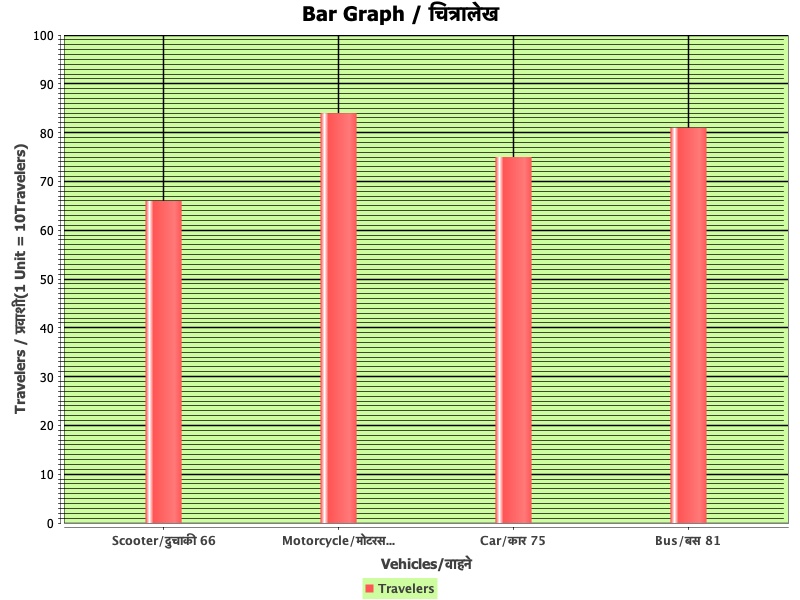 Bar Graph / चित्रालेख
Travelers / प्रवाशी(1 Unit = 10Travelers)
100
90
80
70
60
50
40
30
20
10
0
Scooter/दुचाकी 66 Motorcycle/मोटरस... Car/कार 75 Bus/बस 81
Vehicles/वाहने
Travelers